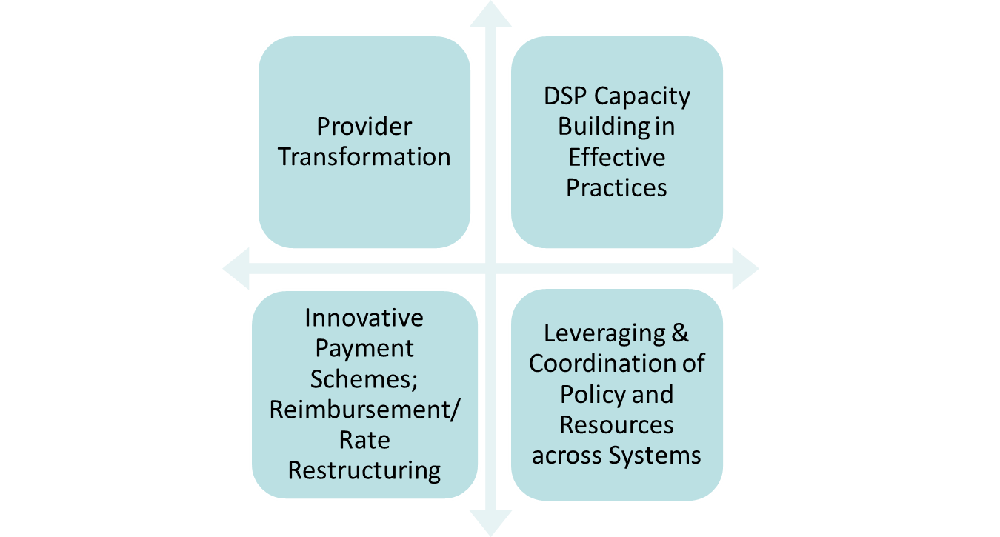 Provider
Transformation
DSP Capacity
Building in
Effective
Practices
Innovative
Payment
Schemes;
Reimbursement/
Rate
Restructuring
Leveraging &
Coordination of
Policy and
Resources
across Systems